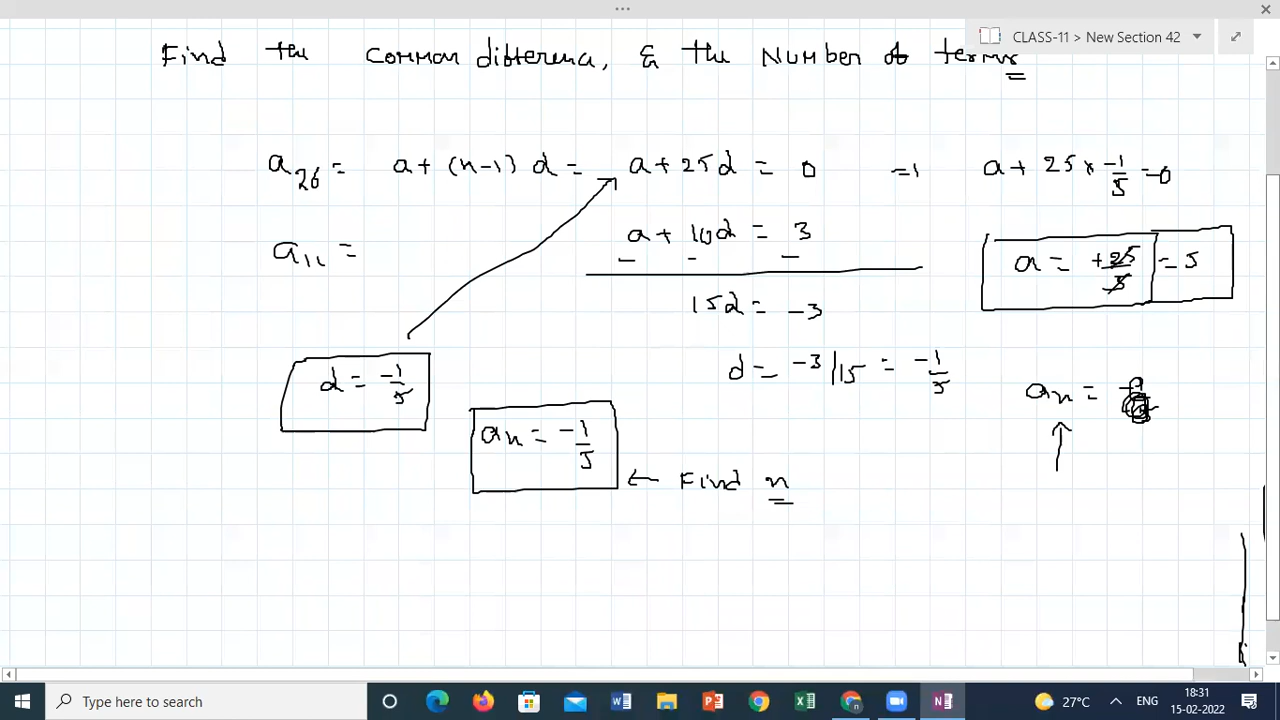 CLASS-11 > New Section 42
Find the Common difference, & the Number of terms
a26 = a + (n-1) d = a + 25d = 0 =1 a + 25 x -1/5 = 0
a11 = a + 10d = 3
- - -
a = +25/5 = 5
15d = -3
d = -3/15 = -1/5
d = -1/5
an =
an = -1/5
← Find n
Type here to search
27°C ENG 18:31
15-02-2022